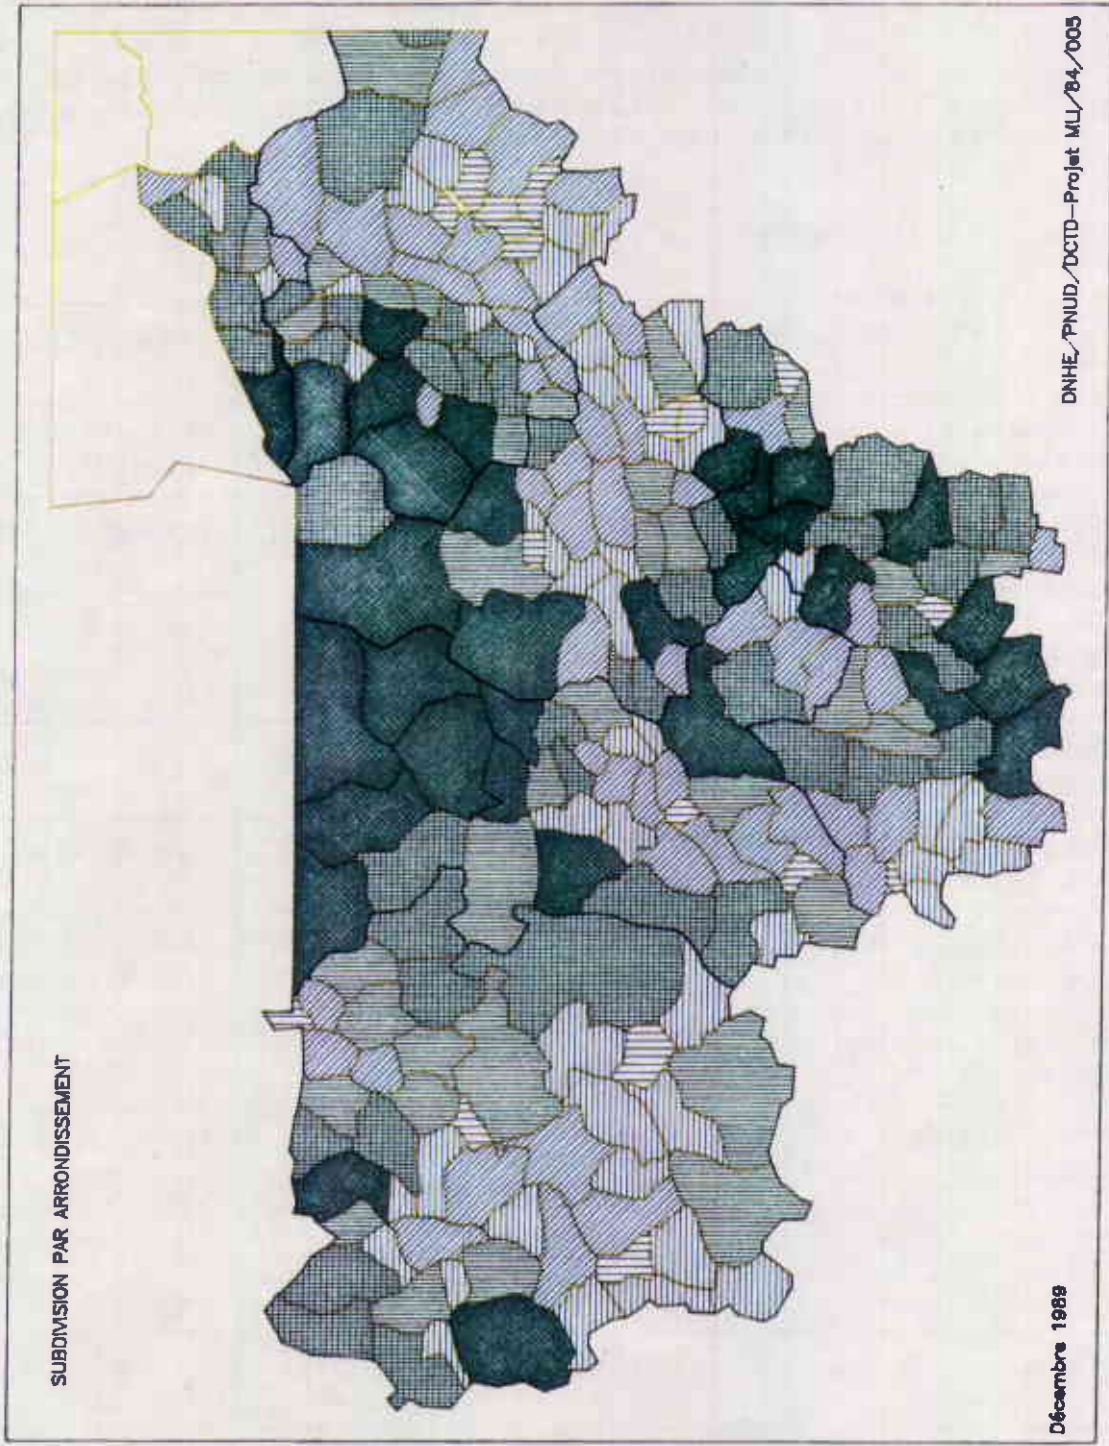 SUBDIVISION PAR ARRONDISSEMENT
Décembre 1989
DNHE/PNUD/DCTD-Projet MLI/84/005